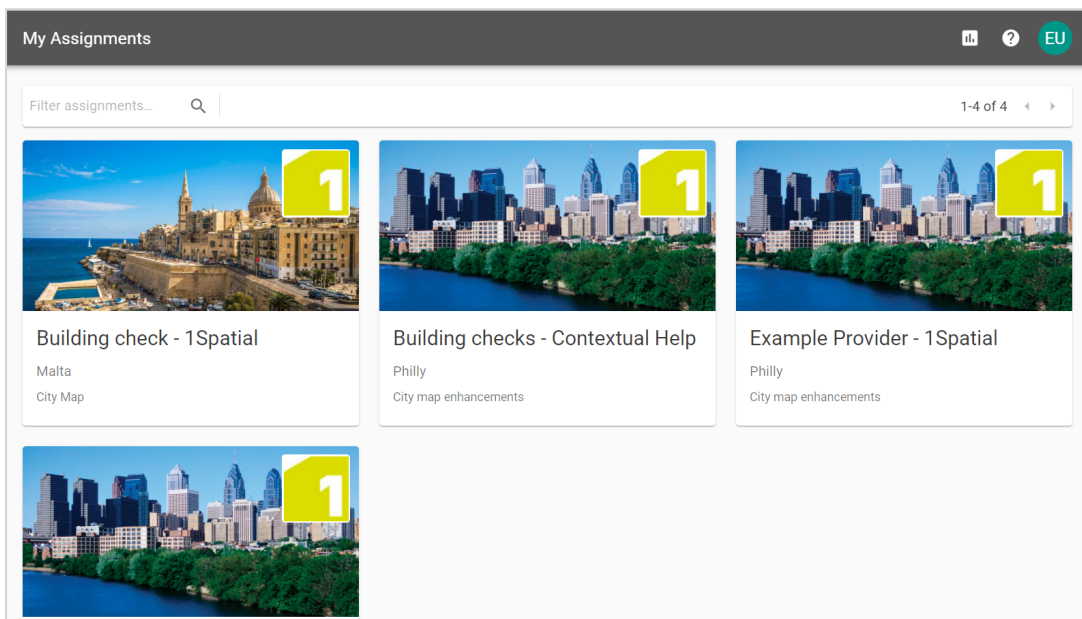 My Assignments
EU
Filter assignments...
1-4 of 4
1
1
1
Building check - 1Spatial
Building checks - Contextual Help
Example Provider - 1Spatial
Malta
Philly
Philly
City Map
City map enhancements
City map enhancements
1